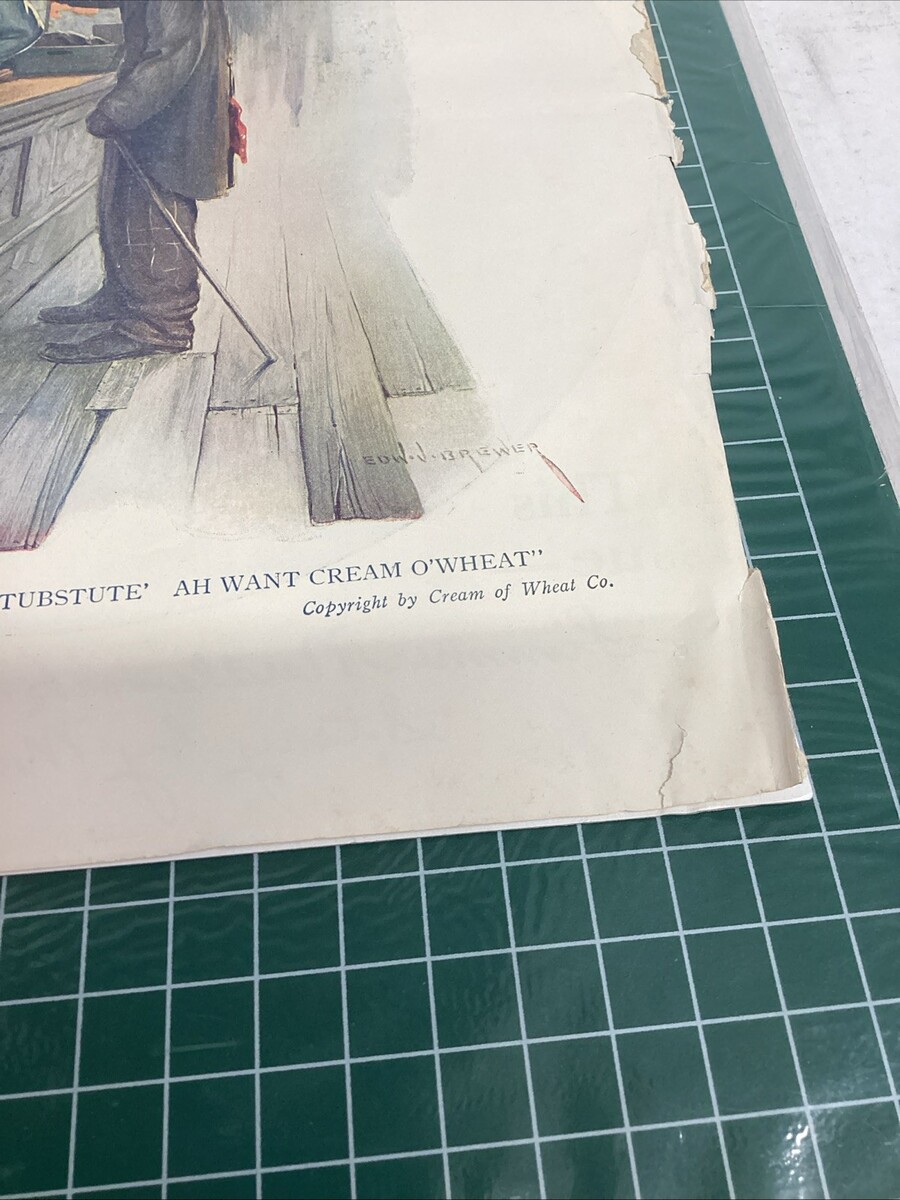 EDW·J·BREWER
TUBSTUTE' AH WANT CREAM O'WHEAT"
Copyright by Cream of Wheat Co.